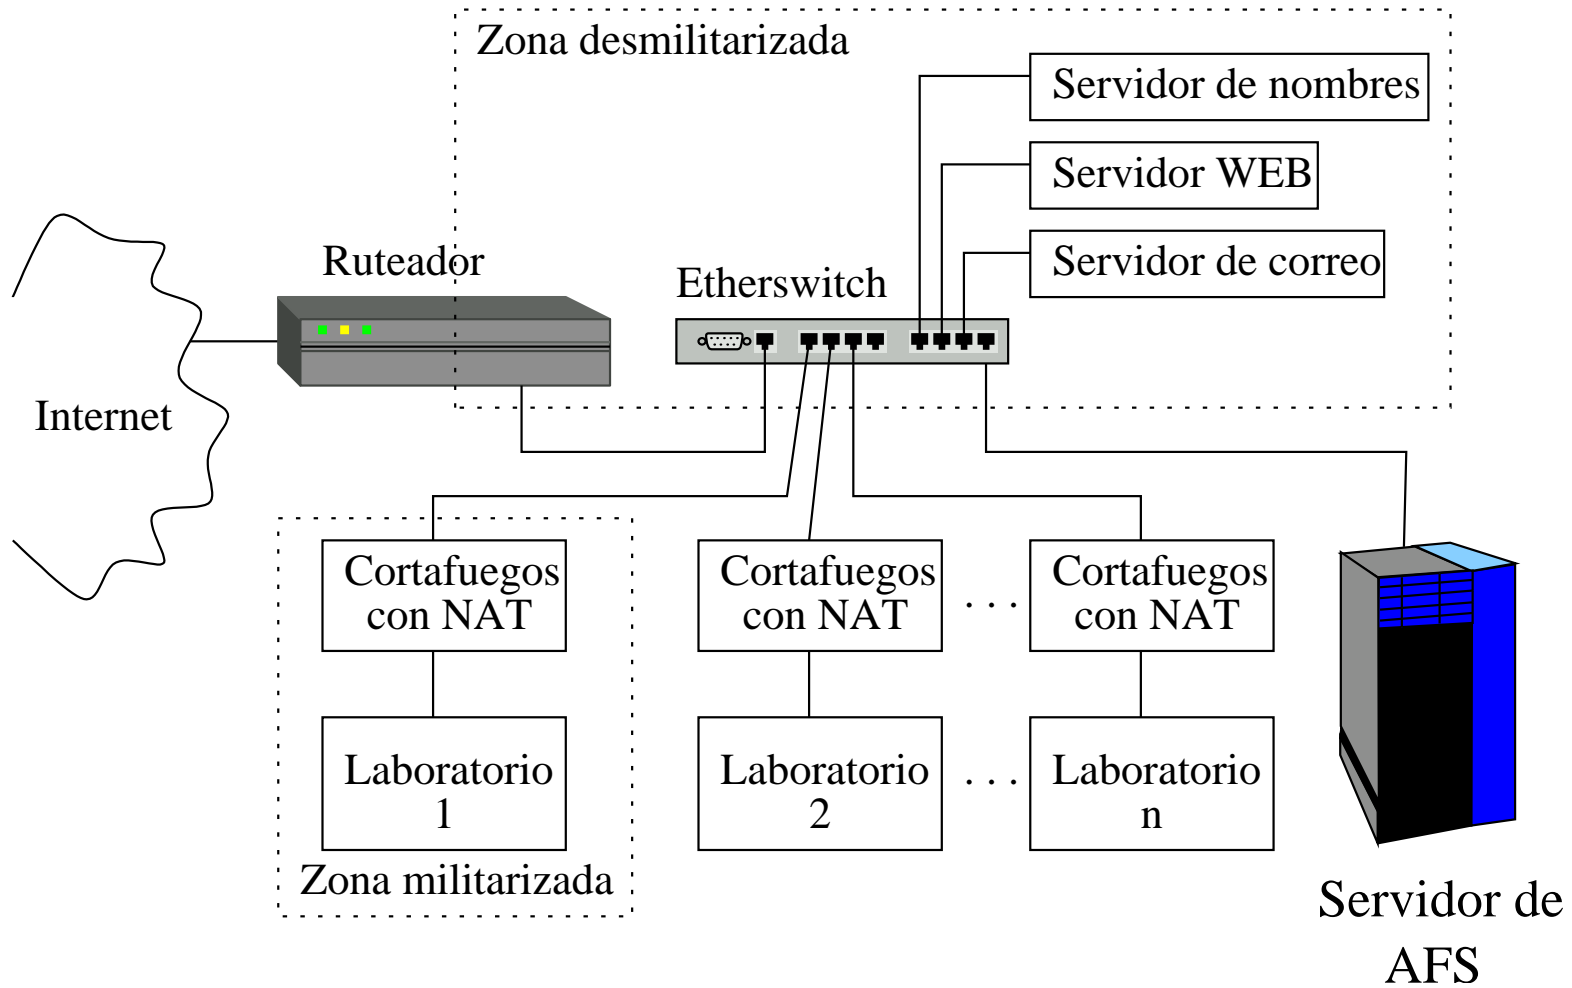 Zona desmilitarizada
Servidor de nombres
Servidor WEB
Servidor de correo
Ruteador
Etherswitch
Internet
Cortafuegos
con NAT
Cortafuegos
con NAT
. . .
Cortafuegos
con NAT
Laboratorio
1
Laboratorio
2
. . .
Laboratorio
n
Zona militarizada
Servidor de
AFS